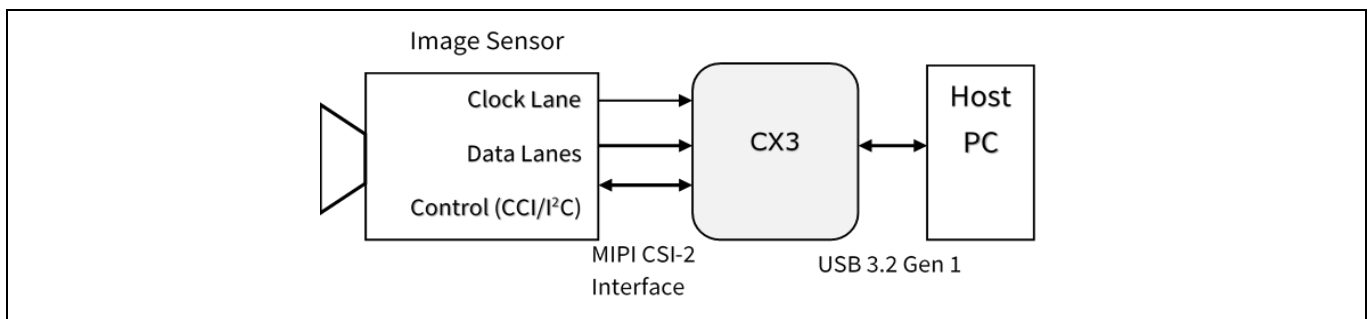 Image Sensor
Clock Lane
Data Lanes
Control (CCI/I²C)
MIPI CSI-2
Interface
CX3
USB 3.2 Gen 1
Host
PC